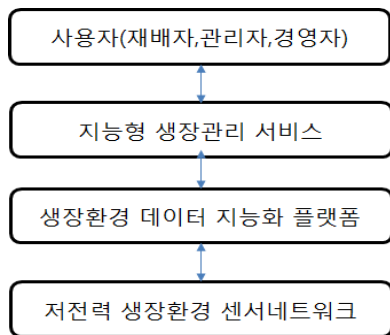 사용자(재배자,관리자,경영자)
지능형 생장관리 서비스
생장환경 데이터 지능화 플랫폼
저전력 생장환경 센서네트워크